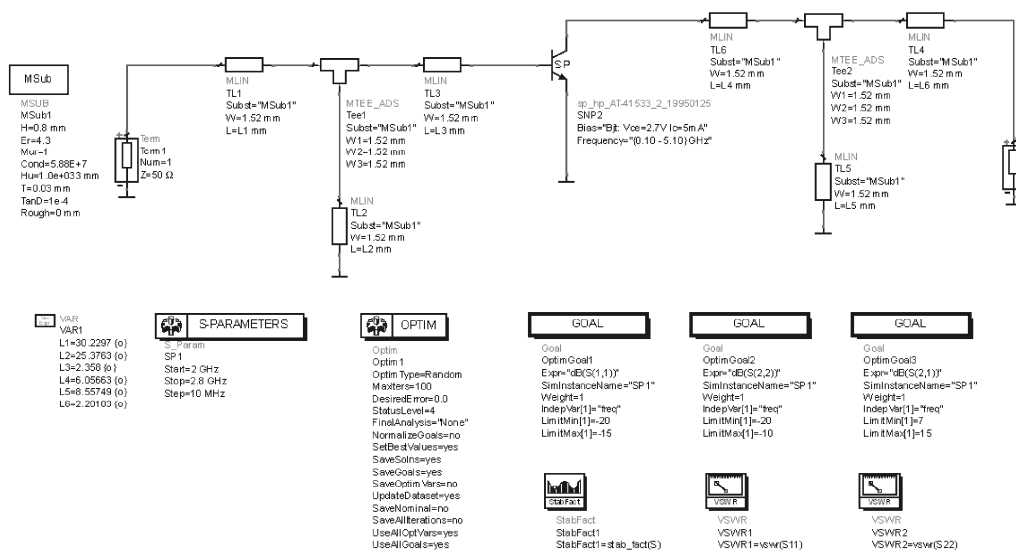 MSub
MSUB
MSub1
H=0.8 mm
Er=4.3
Mur=1
Cond=5.88E+7
Hu=1.0e+033 mm
T=0.03 mm
TanD=1e-4
Rough=0 mm
Term
Term1
Num=1
Z=50 Ω
MLIN
TL1
Subst="MSub1"
W=1.52 mm
L=L1 mm
MTEE_ADS
Tee1
Subst="MSub1"
W1=1.52 mm
W2=1.52 mm
W3=1.52 mm
MLIN
TL3
Subst="MSub1"
W=1.52 mm
L=L3 mm
MLIN
TL2
Subst="MSub1"
W=1.52 mm
L=L2 mm
SP
sp_hp_AT-41533_2_19950125
SNP2
Bias="Bjt: Vce=2.7V Ic=5mA"
Frequency="{0.10 - 5.10} GHz"
MLIN
TL6
Subst="MSub1"
W=1.52 mm
L=L4 mm
MTEE_ADS
Tee2
Subst="MSub1"
W1=1.52 mm
W2=1.52 mm
W3=1.52 mm
MLIN
TL4
Subst="MSub1"
W=1.52 mm
L=L6 mm
MLIN
TL5
Subst="MSub1"
W=1.52 mm
L=L5 mm
VAR
VAR1
L1=30.2297 {o}
L2=25.3763 {o}
L3=2.358 {o}
L4=6.05663 {o}
L5=8.55749 {o}
L6=2.20103 {o}
S-PARAMETERS
S_Param
SP1
Start=2 GHz
Stop=2.8 GHz
Step=10 MHz
OPTIM
Optim
Optim1
OptimType=Random
MaxIters=100
DesiredError=0.0
StatusLevel=4
FinalAnalysis="None"
NormalizeGoals=no
SetBestValues=yes
SaveSolns=yes
SaveGoals=yes
SaveOptimVars=no
UpdateDataset=yes
SaveNominal=no
SaveAllIterations=no
UseAllOptVars=yes
UseAllGoals=yes
GOAL
Goal
OptimGoal1
Expr="dB(S(1,1))"
SimInstanceName="SP1"
Weight=1
IndepVar[1]="freq"
LimitMin[1]=-20
LimitMax[1]=-15
GOAL
Goal
OptimGoal2
Expr="dB(S(2,2))"
SimInstanceName="SP1"
Weight=1
IndepVar[1]="freq"
LimitMin[1]=-20
LimitMax[1]=-10
GOAL
Goal
OptimGoal3
Expr="dB(S(2,1))"
SimInstanceName="SP1"
Weight=1
IndepVar[1]="freq"
LimitMin[1]=7
LimitMax[1]=15
StabFact
StabFact
StabFact1
StabFact1=stab_fact(S)
VSWR
VSWR
VSWR1
VSWR1=vswr(S11)
VSWR
VSWR
VSWR2
VSWR2=vswr(S22)